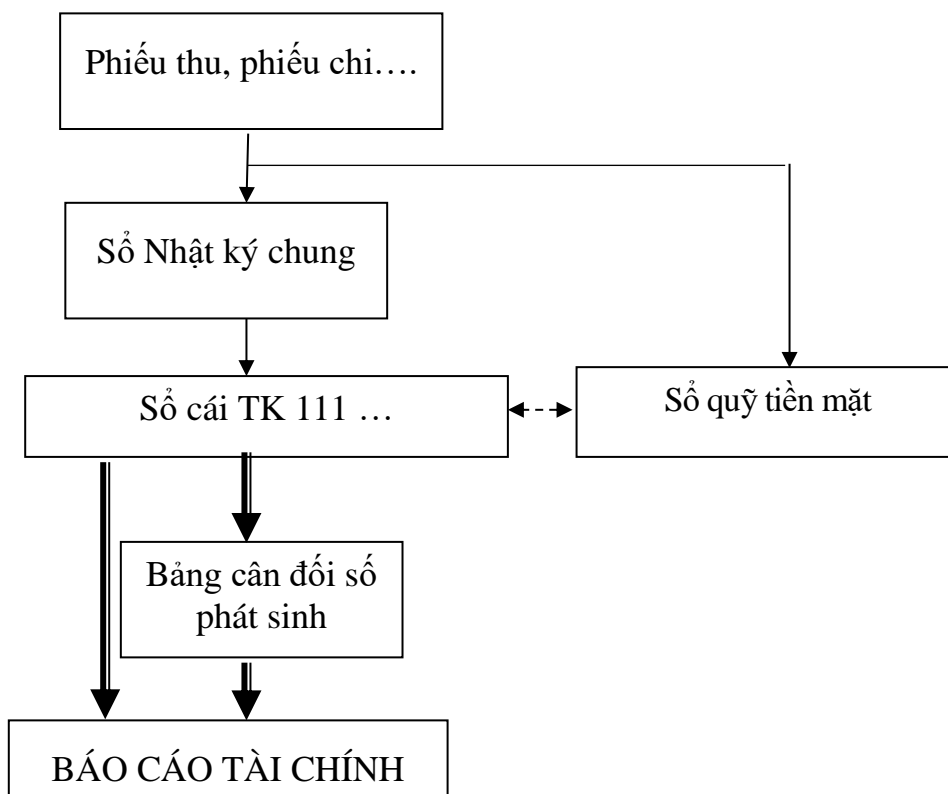 Phiếu thu, phiếu chi….
Sổ Nhật ký chung
Sổ cái TK 111 …
Sổ quỹ tiền mặt
Bảng cân đối số
phát sinh
BÁO CÁO TÀI CHÍNH